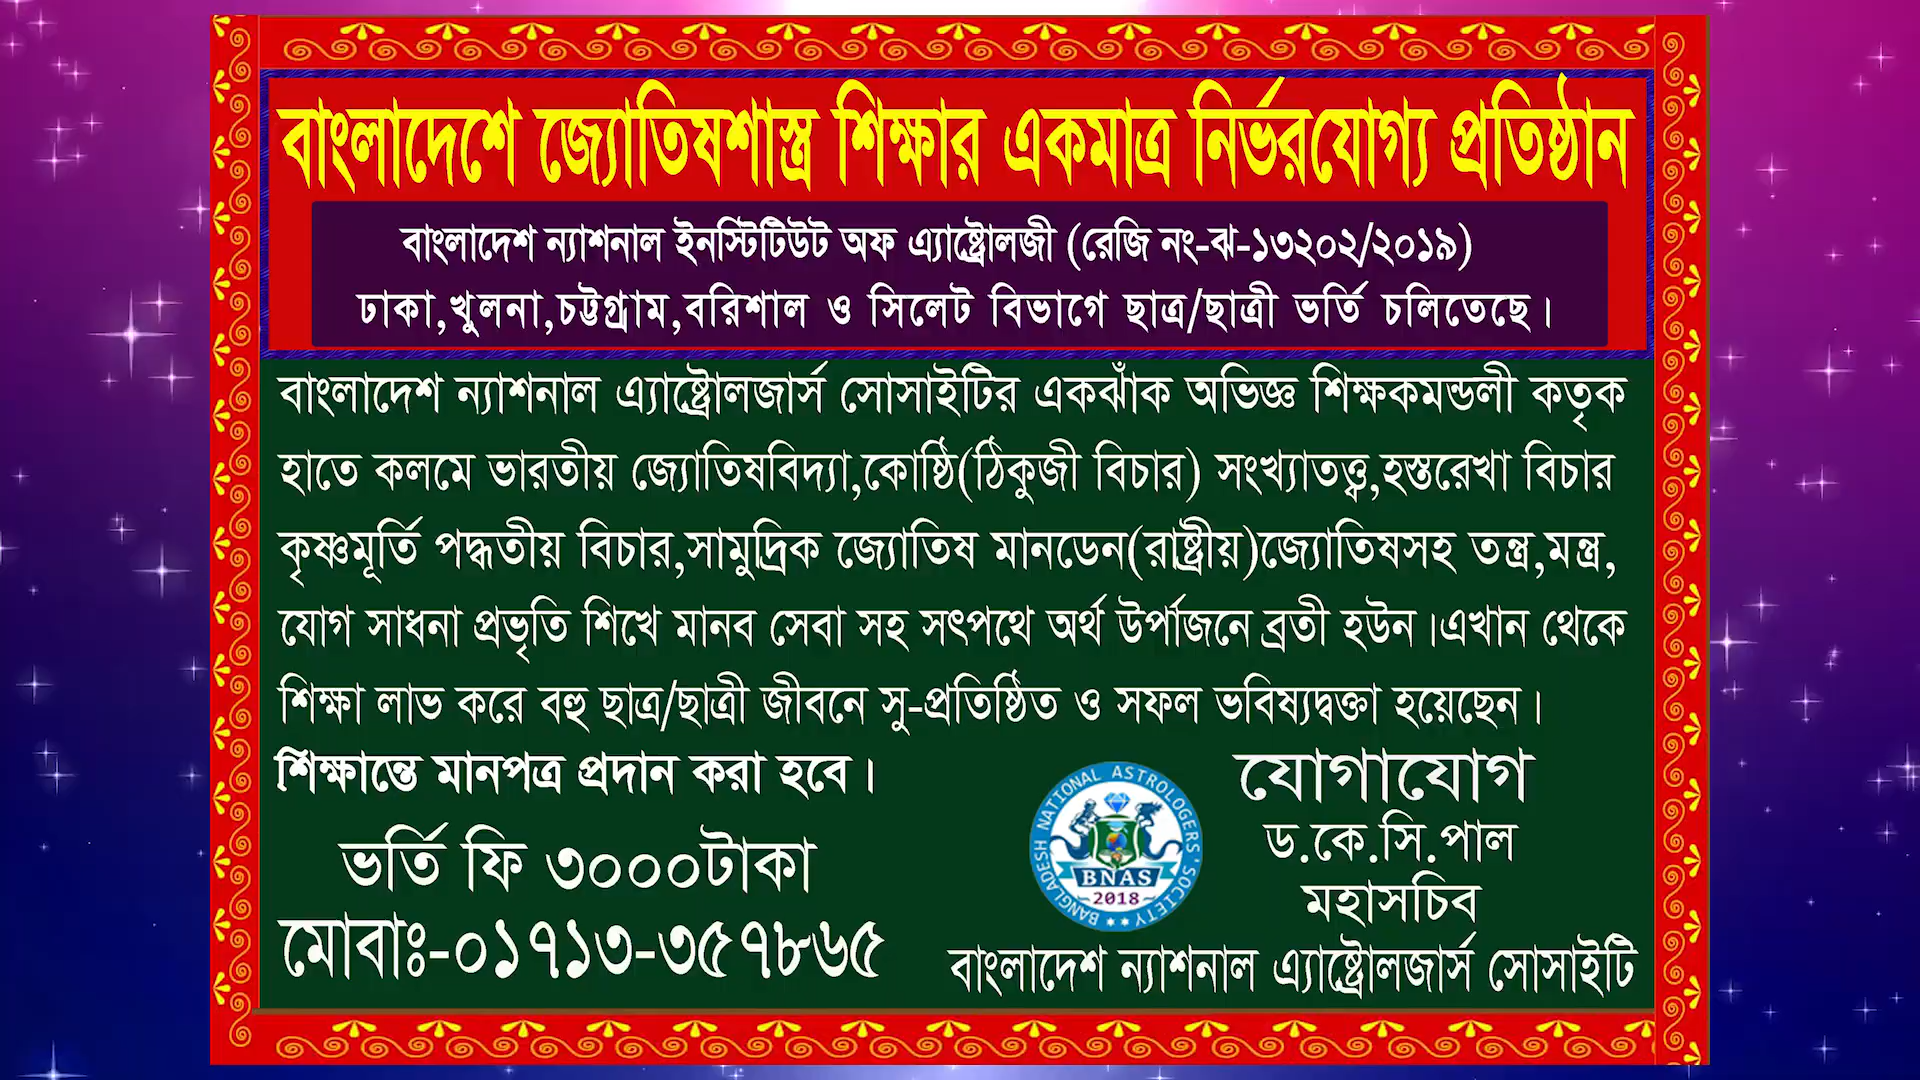 বাংলাদেশে জ্যোতিষশাস্ত্র শিক্ষার একমাত্র নির্ভরযোগ্য প্রতিষ্ঠান
বাংলাদেশ ন্যাশনাল ইনস্টিটিউট অফ এ্যাষ্ট্রোলজী (রেজি নং-ঝ-১৩২০২/২০১৯)
ঢাকা,খুলনা,চট্টগ্রাম,বরিশাল ও সিলেট বিভাগে ছাত্র/ছাত্রী ভর্তি চলিতেছে।
বাংলাদেশ ন্যাশনাল এ্যাষ্ট্রোলজার্স সোসাইটির একঝাঁক অভিজ্ঞ শিক্ষকমন্ডলী কতৃক
হাতে কলমে ভারতীয় জ্যোতিষবিদ্যা,কোষ্ঠি(ঠিকুজী বিচার) সংখ্যাতত্ত্ব,হস্তরেখা বিচার
কৃষ্ণমূর্তি পদ্ধতীয় বিচার,সামুদ্রিক জ্যোতিষ মানডেন(রাষ্ট্রীয়)জ্যোতিষসহ তন্ত্র,মন্ত্র,
যোগ সাধনা প্রভৃতি শিখে মানব সেবা সহ সৎপথে অর্থ উর্পাজনে ব্রতী হউন।এখান থেকে
শিক্ষা লাভ করে বহু ছাত্র/ছাত্রী জীবনে সু-প্রতিষ্ঠিত ও সফল ভবিষ্যদ্বক্তা হয়েছেন।
শিক্ষান্তে মানপত্র প্রদান করা হবে।
ভর্তি ফি ৩০০০টাকা
মোবাঃ-০১৭১৩-৩৫৭৮৬৫
BANGLADESH NATIONAL ASTROLOGERS' SOCIETY
BNAS
2018
যোগাযোগ
ড.কে.সি.পাল
মহাসচিব
বাংলাদেশ ন্যাশনাল এ্যাষ্ট্রোলজার্স সোসাইটি